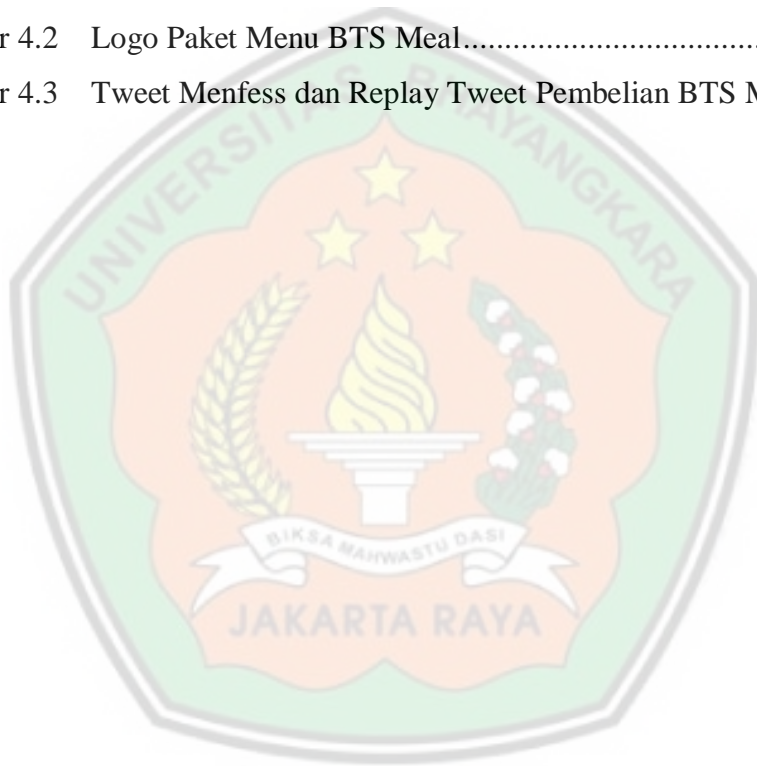 r 4.2 Logo Paket Menu BTS Meal....................................
r 4.3 Tweet Menfess dan Replay Tweet Pembelian BTS M
UNIVERSITAS BHAYANGKARA
BIKSA MAHWASTU DASI
JAKARTA RAYA